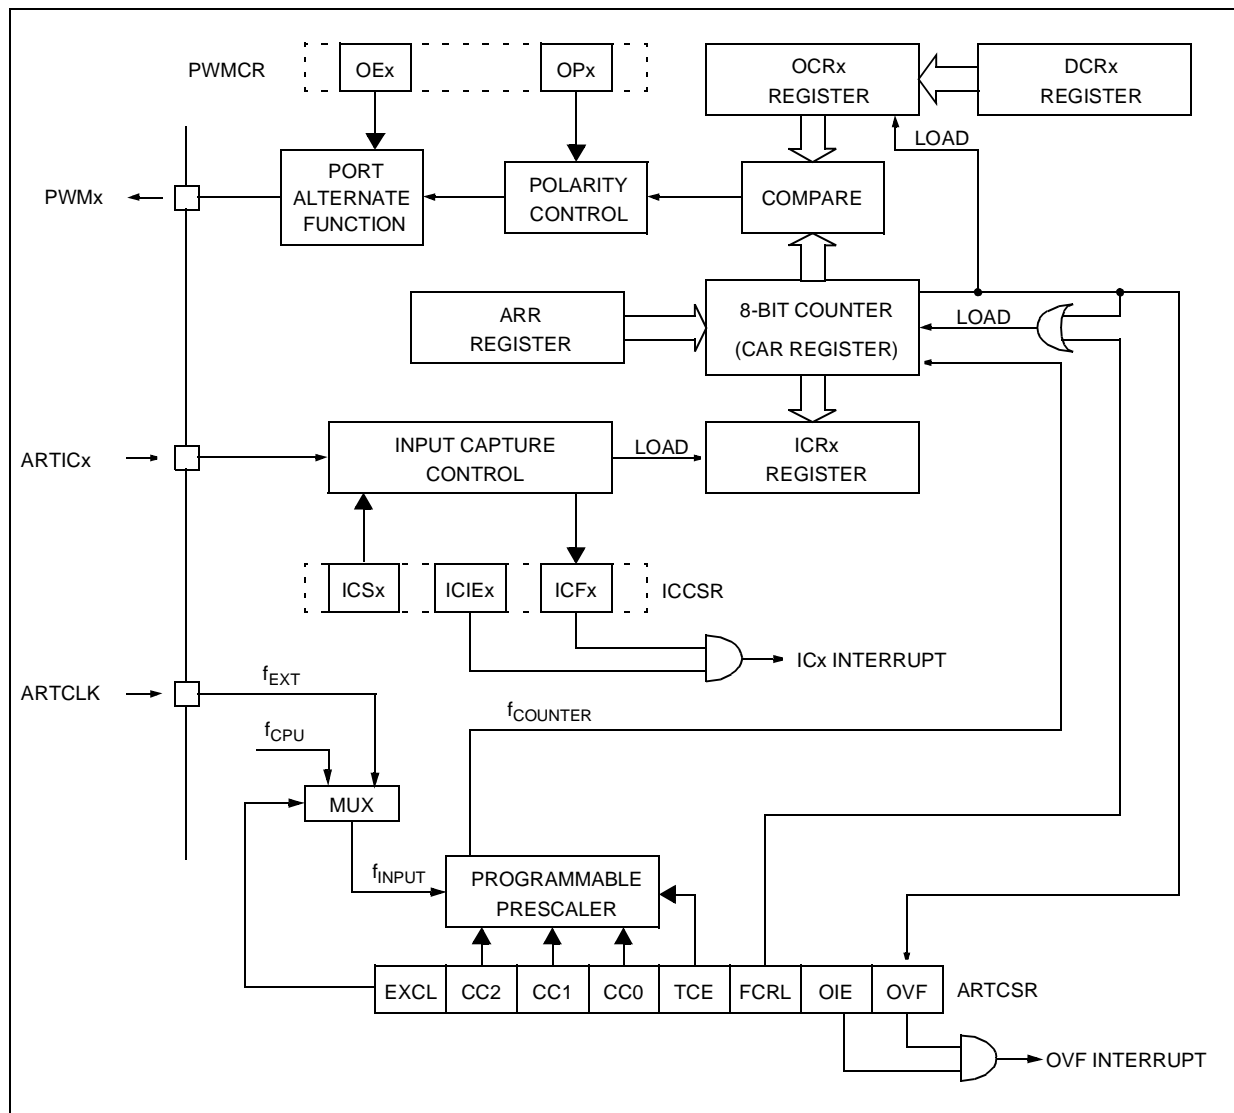 PWMCR
OEx
OPx
OCRx
REGISTER
DCRx
REGISTER
LOAD
PWMx
PORT
ALTERNATE
FUNCTION
POLARITY
CONTROL
COMPARE
ARR
REGISTER
8-BIT COUNTER
(CAR REGISTER)
LOAD
ARTICx
INPUT CAPTURE
CONTROL
LOAD
ICRx
REGISTER
ICSx
ICIEx
ICFx
ICCSR
ICx INTERRUPT
ARTCLK
fEXT
fCPU
fCOUNTER
MUX
fINPUT
PROGRAMMABLE
PRESCALER
EXCL
CC2
CC1
CC0
TCE
FCRL
OIE
OVF
ARTCSR
OVF INTERRUPT